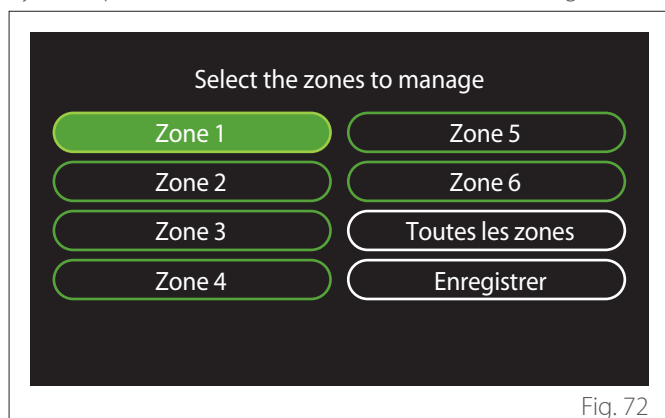 Select the zones to manage
Zone 1
Zone 2
Zone 3
Zone 4
Zone 5
Zone 6
Toutes les zones
Enregistrer
Fig. 72